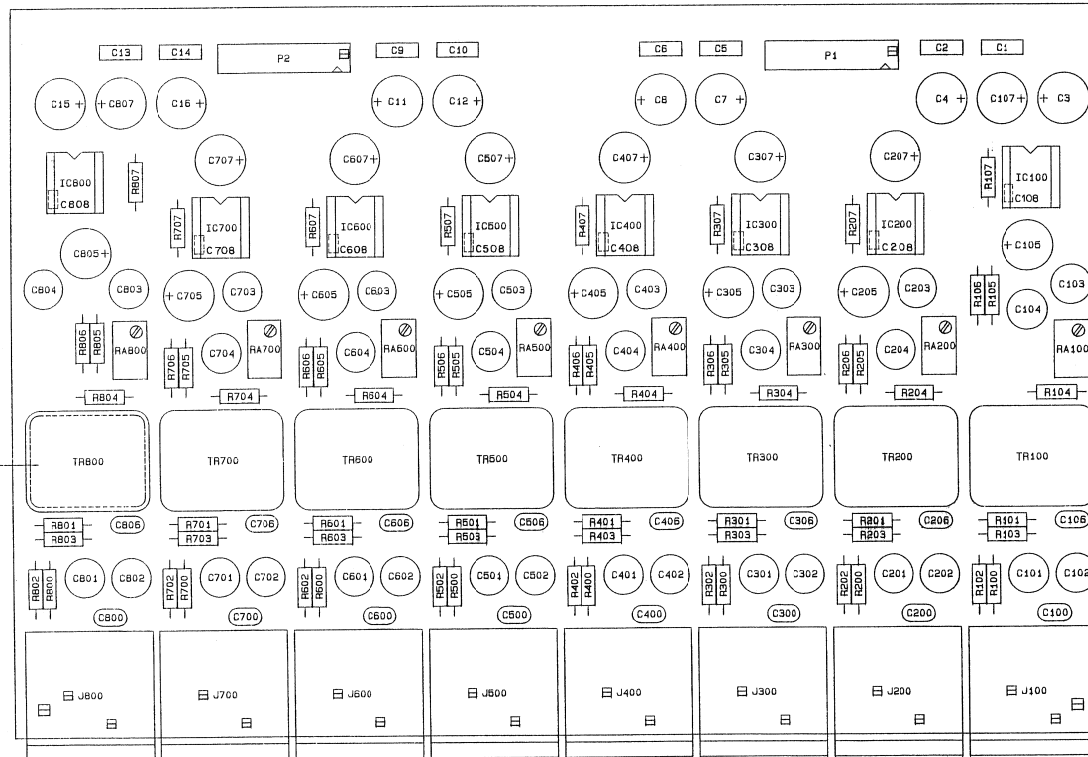 C13 C14 P2 C9 C10 C6 C5 P1 C2 C1
C15 + + C807 C16 + + C11 C12 + + C8 C7 + C4 + C107 + + C3
C707 + C607 + C507 + C407 + C307 + C207 +
IC800 R807 R107 IC100
C808 C108
R707 IC700 R607 IC600 R507 IC500 R407 IC400 R307 IC300 R207 IC200
C708 C608 C508 C408 C308 C208
C805 + + C105
C804 C803 + C705 C703 + C605 C603 + C505 C503 + C405 C403 + C305 C303 + C205 C203 R106 R105 C103
C104
R806 R805 RA800 R706 R705 C704 RA700 R606 R605 C604 RA600 R506 R505 C504 RA500 R406 R405 C404 RA400 R306 R305 C304 RA300 R206 R205 C204 RA200 RA100
R804 R704 R604 R504 R404 R304 R204 R104
TR800 TR700 TR600 TR500 TR400 TR300 TR200 TR100
R801 C806 R701 C706 R601 C606 R501 C506 R401 C406 R301 C306 R201 C206 R101 C106
R803 R703 R603 R503 R403 R303 R203 R103
R802 R800 C801 C802 R702 R700 C701 C702 R602 R600 C601 C602 R502 R500 C501 C502 R402 R400 C401 C402 R302 R300 C301 C302 R202 R200 C201 C202 R102 R100 C101 C102
C800 C700 C600 C500 C400 C300 C200 C100
J800 J700 J600 J500 J400 J300 J200 J100